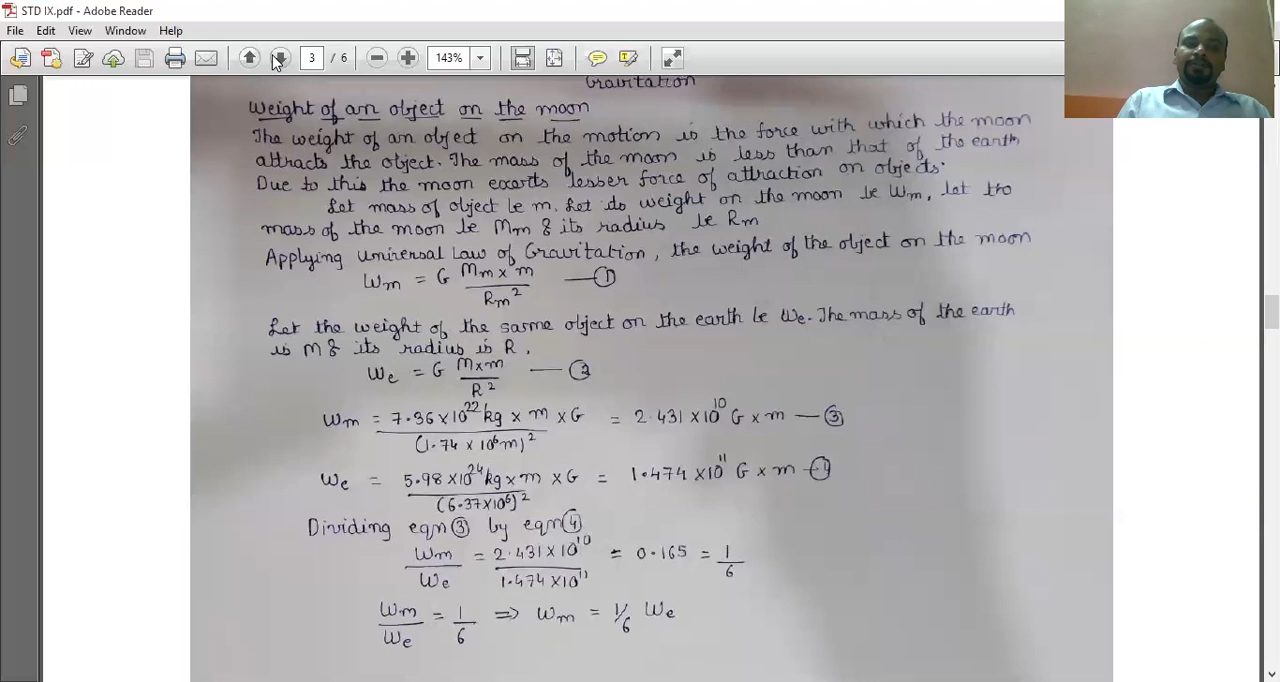 STD IX.pdf - Adobe Reader
File Edit View Window Help
3 / 6 143%
Gravitation
Weight of an object on the moon
The weight of an object on the motion is the force with which the moon
attracts the object. The mass of the moon is less than that of the earth
Due to this the moon exerts lesser force of attraction on objects.
Let mass of object be m. Let its weight on the moon be Wm, let the
mass of the moon be Mm & its radius be Rm
Applying Universal Law of Gravitation, the weight of the object on the moon
Wm = G Mm × m / Rm² — ①
Let the weight of the same object on the earth be We. The mass of the earth
is M & its radius is R.
We = G M×m / R² — ②
Wm = 7.36×10²² kg × m × G / (1.74 × 10⁶m)² = 2.431 ×10¹⁰ G × m — ③
We = 5.98×10²⁴ kg × m × G / (6.37×10⁶)² = 1.474 ×10¹¹ G × m — ④
Dividing eqn ③ by eqn ④
Wm / We = 2.431×10¹⁰ / 1.474×10¹¹ = 0.165 = 1/6
Wm / We = 1/6 ⇒ Wm = 1/6 We